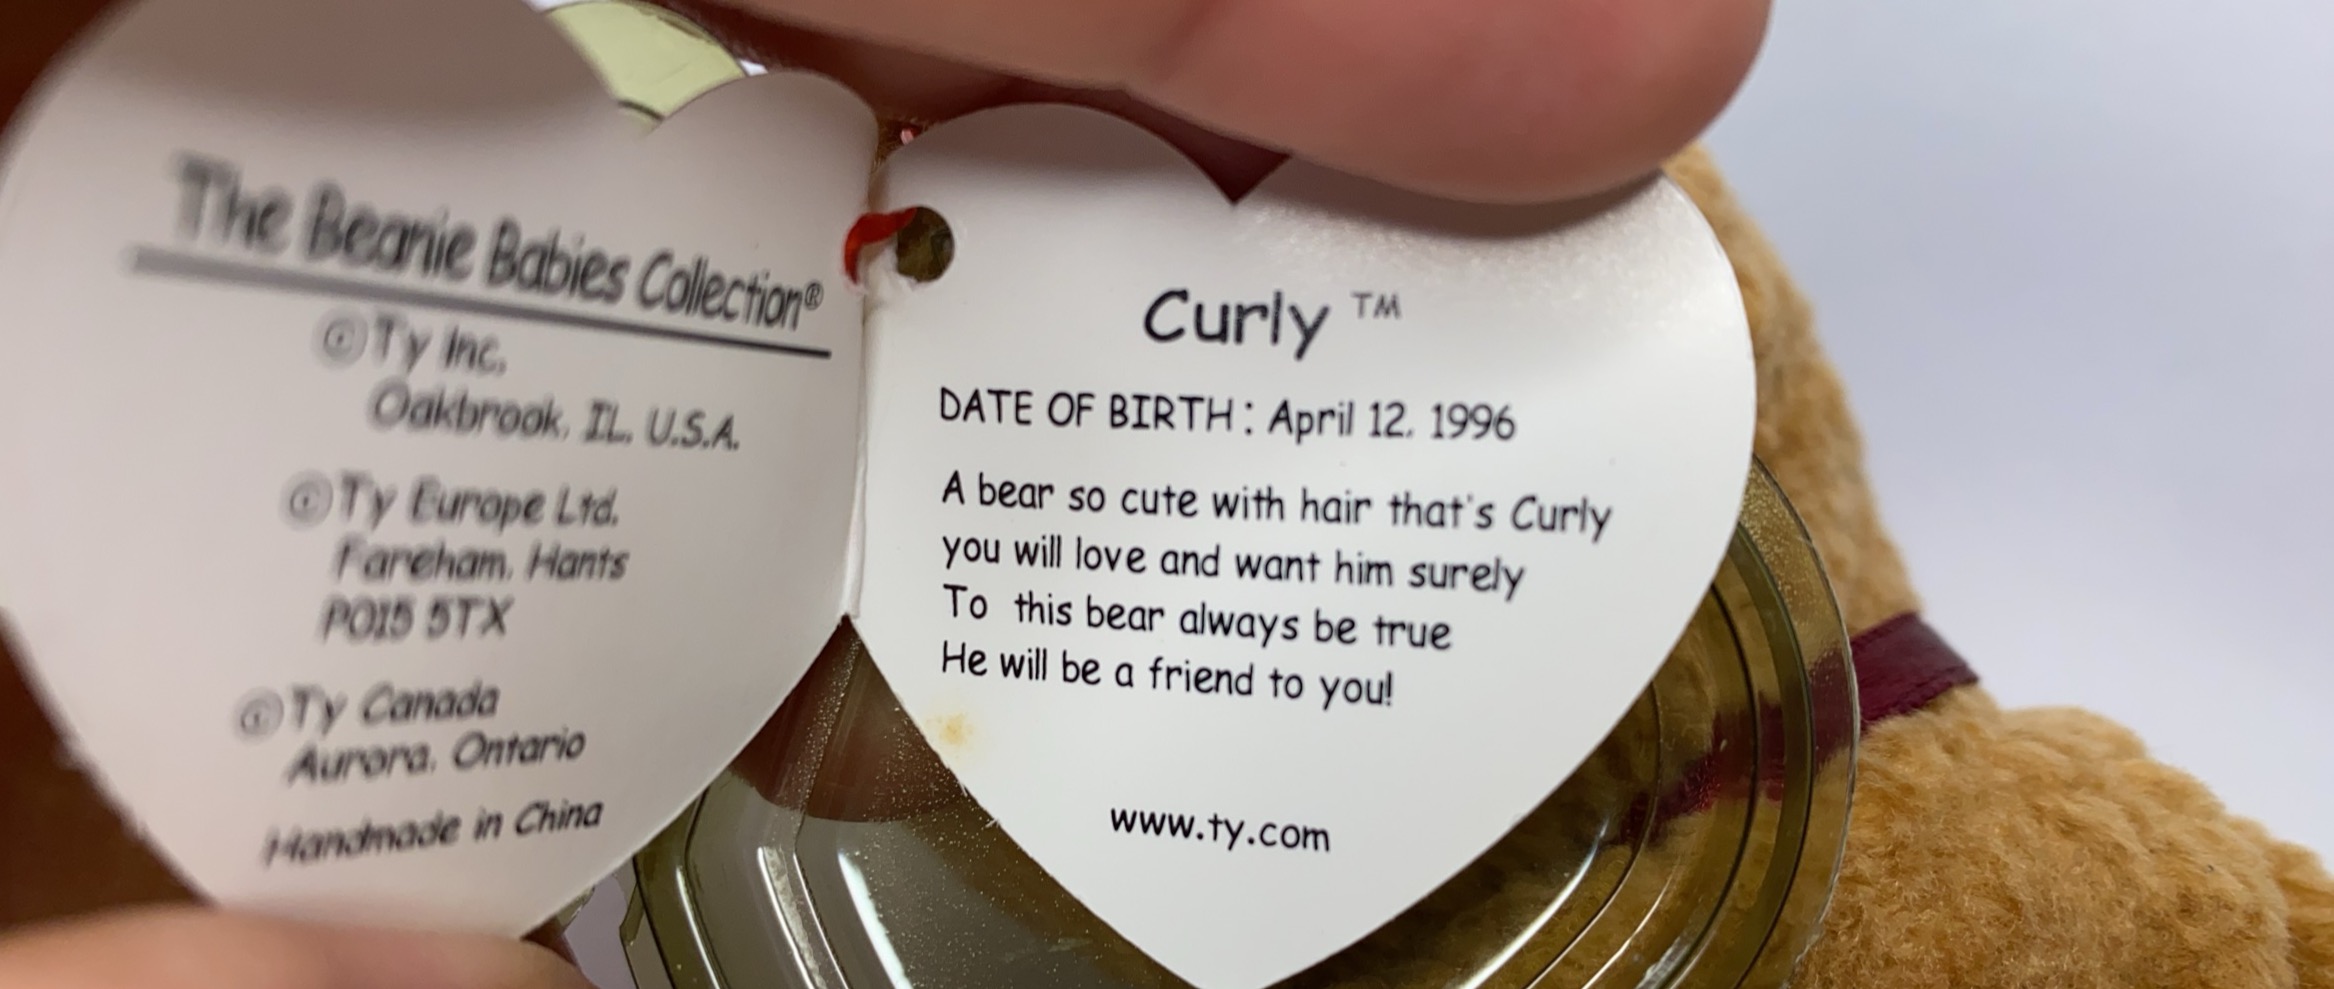 The Beanie Babies Collection®
©Ty Inc.
Oakbrook, IL. U.S.A.
©Ty Europe Ltd.
Fareham, Hants
PO15 5TX
©Ty Canada
Aurora, Ontario
Handmade in China
Curly ™
DATE OF BIRTH: April 12, 1996
A bear so cute with hair that's Curly
you will love and want him surely
To this bear always be true
He will be a friend to you!
www.ty.com